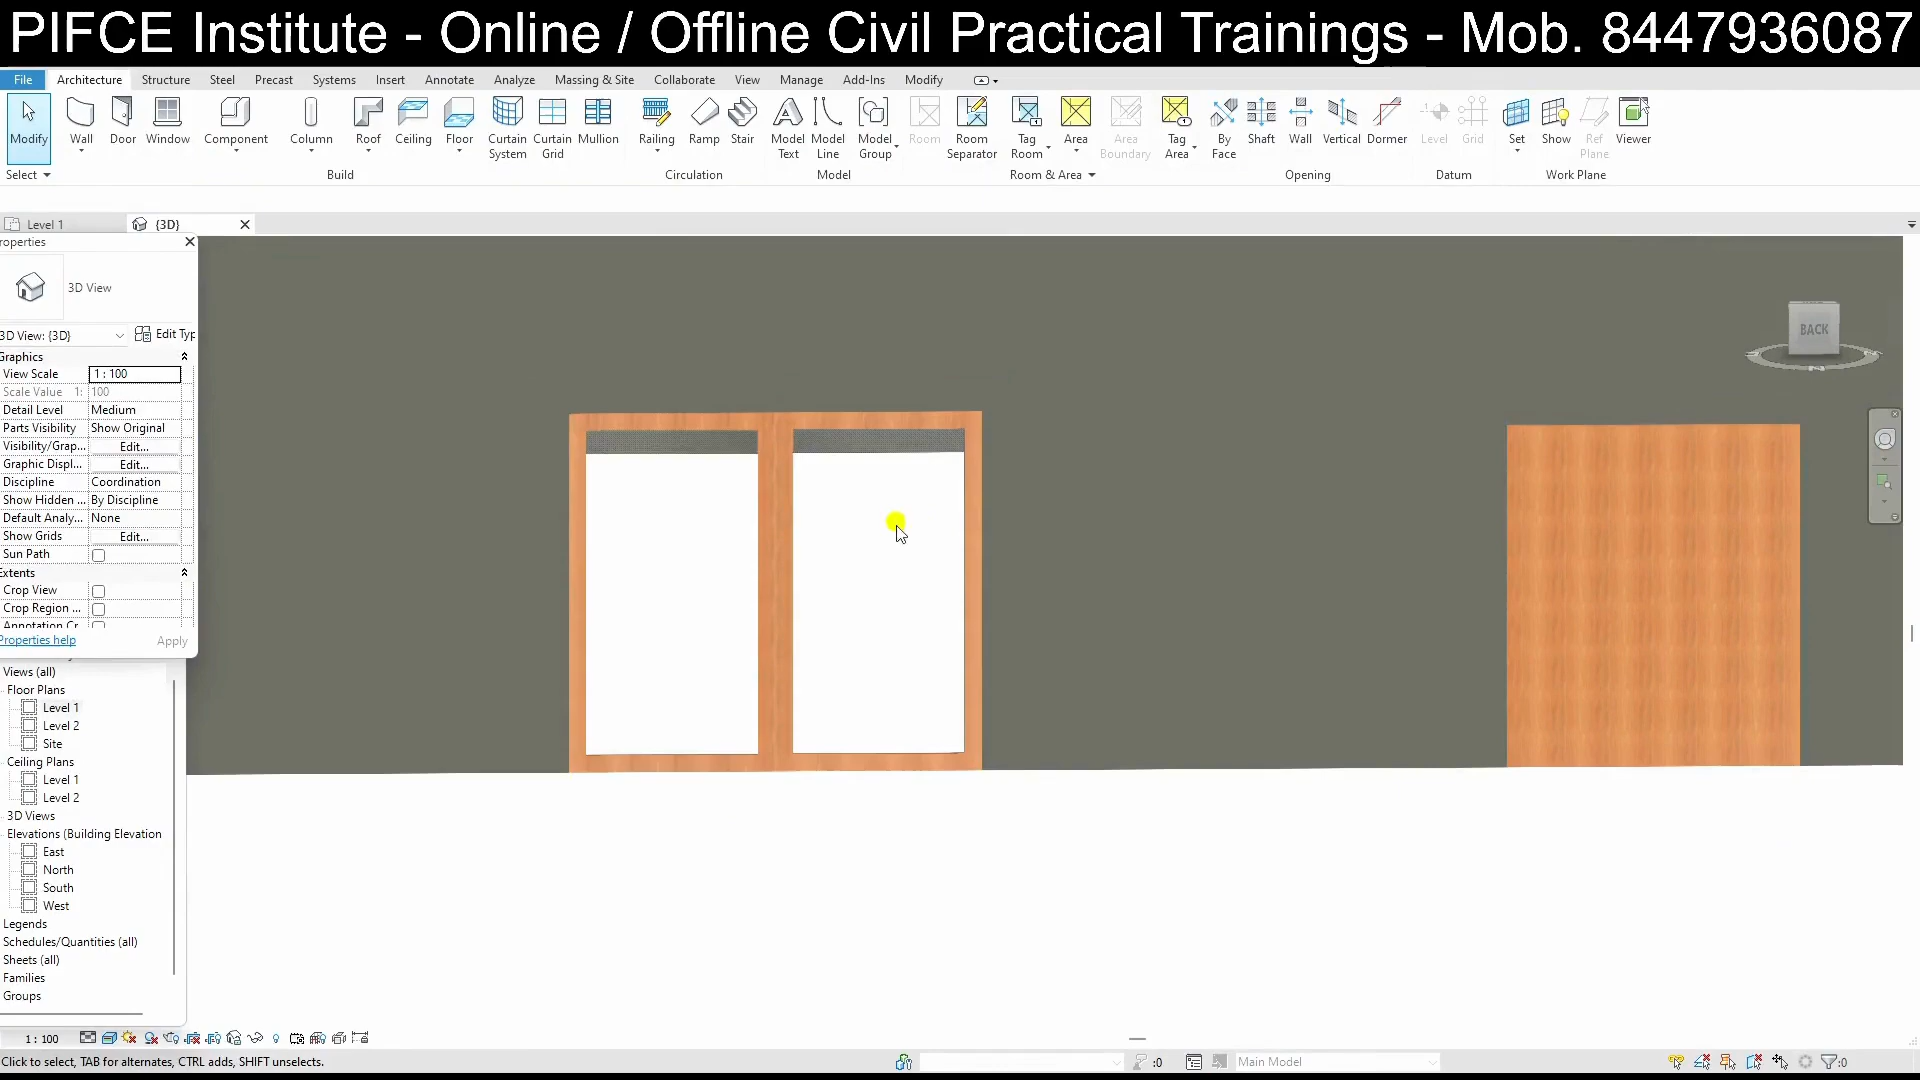 PIFCE Institute - Online / Offline Civil Practical Trainings - Mob. 8447936087
File Architecture Structure Steel Precast Systems Insert Annotate Analyze Massing & Site Collaborate View Manage Add-Ins Modify
Modify Wall Door Window Component Column Roof Ceiling Floor Curtain System Curtain Grid Mullion Railing Ramp Stair Model Text Model Line Model Group Room Room Separator Tag Room Area Area Boundary Tag Area By Face Shaft Wall Vertical Dormer Level Grid Set Show Ref Plane Viewer
Select Build Circulation Model Room & Area Opening Datum Work Plane
Level 1 {3D}
roperties
3D View
3D View: {3D} Edit Typ
Graphics
View Scale 1 : 100
Scale Value 1: 100
Detail Level Medium
Parts Visibility Show Original
Visibility/Grap... Edit...
Graphic Displ... Edit...
Discipline Coordination
Show Hidden ... By Discipline
Default Analy... None
Show Grids Edit...
Sun Path
Extents
Crop View
Crop Region ...
Annotation Cr
Properties help Apply
BACK
Views (all)
Floor Plans
Level 1
Level 2
Site
Ceiling Plans
Level 1
Level 2
3D Views
Elevations (Building Elevation
East
North
South
West
Legends
Schedules/Quantities (all)
Sheets (all)
Families
Groups
1 : 100
Click to select, TAB for alternates, CTRL adds, SHIFT unselects. :0 Main Model :0